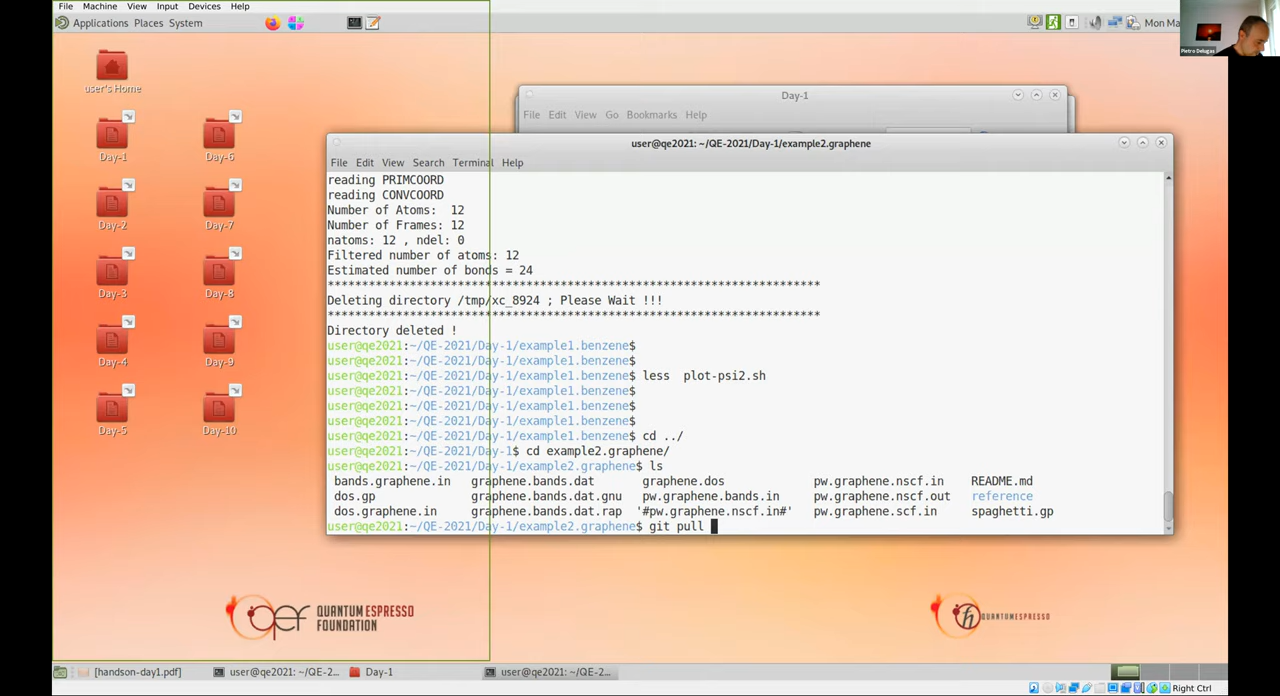 File Machine View Input Devices Help
Applications Places System
Mon Ma
Pietro Delugas
user's Home
Day-1
Day-6
Day-2
Day-7
Day-3
Day-8
Day-4
Day-9
Day-5
Day-10
Day-1
File Edit View Go Bookmarks Help
user@qe2021: ~/QE-2021/Day-1/example2.graphene
File Edit View Search Terminal Help
reading PRIMCOORD
reading CONVCOORD
Number of Atoms:  12
Number of Frames: 12
natoms: 12 , ndel: 0
Filtered number of atoms: 12
Estimated number of bonds = 24
************************************************************************
Deleting directory /tmp/xc_8924 ; Please Wait !!!
************************************************************************
Directory deleted !
user@qe2021:~/QE-2021/Day-1/example1.benzene$
user@qe2021:~/QE-2021/Day-1/example1.benzene$
user@qe2021:~/QE-2021/Day-1/example1.benzene$ less  plot-psi2.sh
user@qe2021:~/QE-2021/Day-1/example1.benzene$
user@qe2021:~/QE-2021/Day-1/example1.benzene$
user@qe2021:~/QE-2021/Day-1/example1.benzene$
user@qe2021:~/QE-2021/Day-1/example1.benzene$ cd ../
user@qe2021:~/QE-2021/Day-1$ cd example2.graphene/
user@qe2021:~/QE-2021/Day-1/example2.graphene$ ls
bands.graphene.in graphene.bands.dat graphene.dos pw.graphene.nscf.in README.md
dos.gp graphene.bands.dat.gnu pw.graphene.bands.in pw.graphene.nscf.out reference
dos.graphene.in graphene.bands.dat.rap '#pw.graphene.nscf.in#' pw.graphene.scf.in spaghetti.gp
user@qe2021:~/QE-2021/Day-1/example2.graphene$ git pull
qef QUANTUM ESPRESSO
FOUNDATION
QUANTUMESPRESSO
[handson-day1.pdf] user@qe2021: ~/QE-2... Day-1 user@qe2021: ~/QE-2...
Right Ctrl